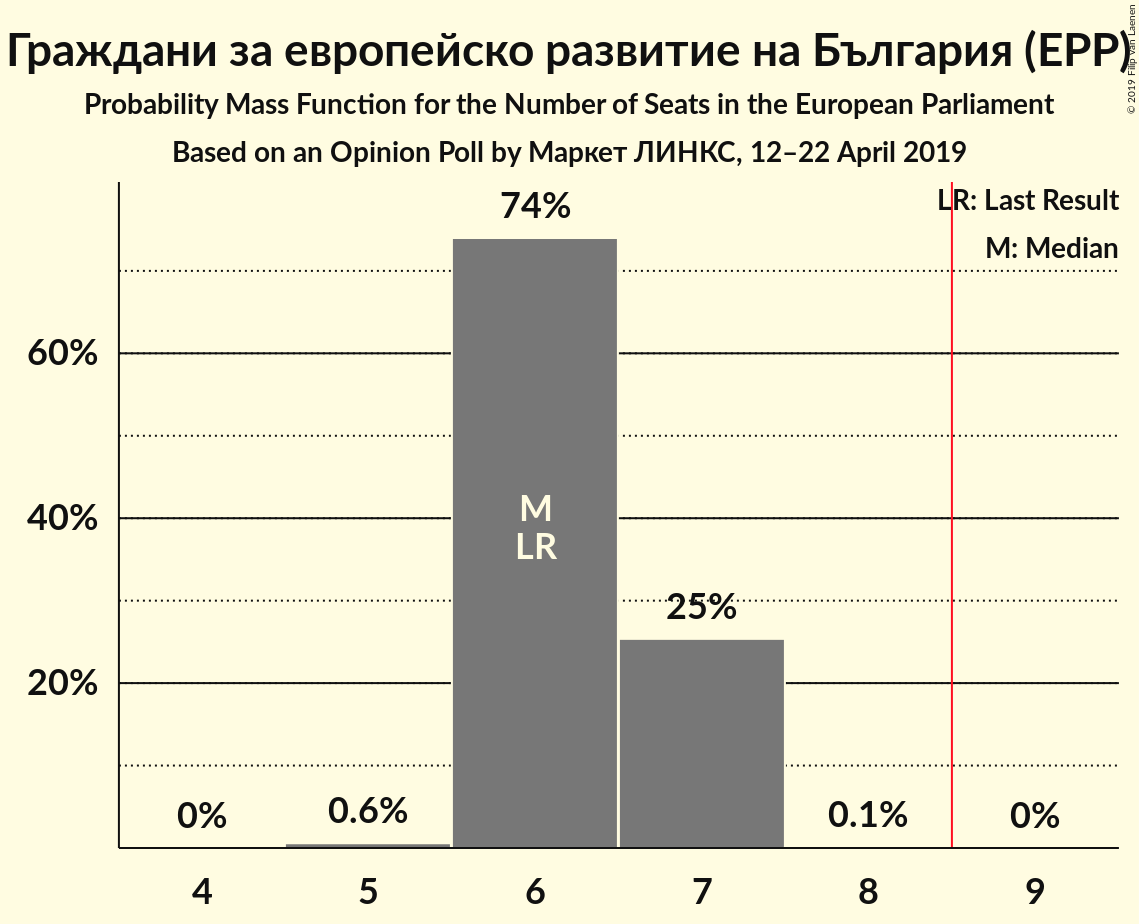 Граждани за европейско развитие на България (EPP)
© 2019 Filip van Laenen
Probability Mass Function for the Number of Seats in the European Parliament
Based on an Opinion Poll by Маркет ЛИНКС, 12–22 April 2019
LR: Last Result
M: Median
74%
60%
M
40%
LR
25%
20%
0%
0.6%
0.1%
0%
4
5
6
7
8
9